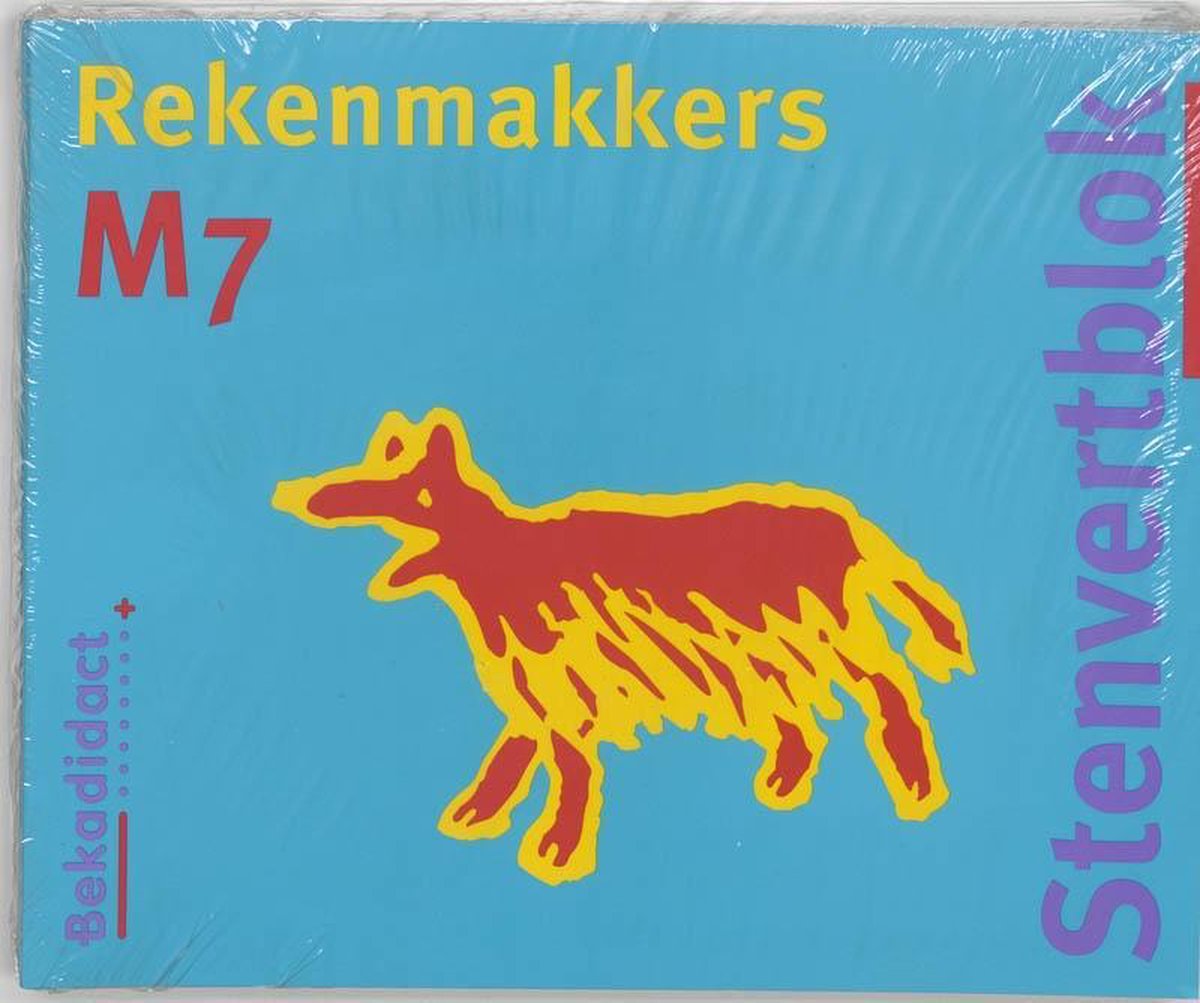 Rekenmakkers
M7
Stenvertblok
Bekadidact